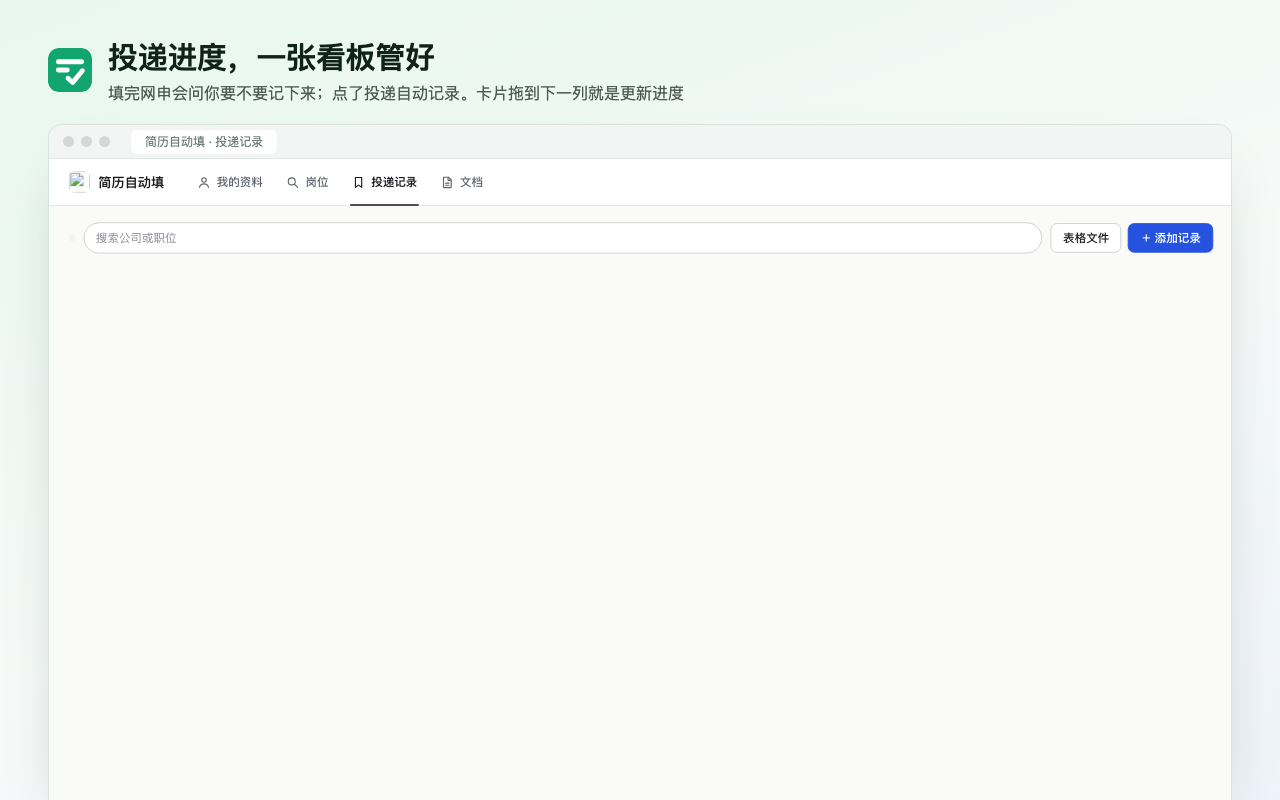 投递进度，一张看板管好
填完网申会问你要不要记下来；点了投递自动记录。卡片拖到下一列就是更新进度
简历自动填 · 投递记录
简历自动填 我的资料 岗位 投递记录 文档
搜索公司或职位 表格文件 + 添加记录